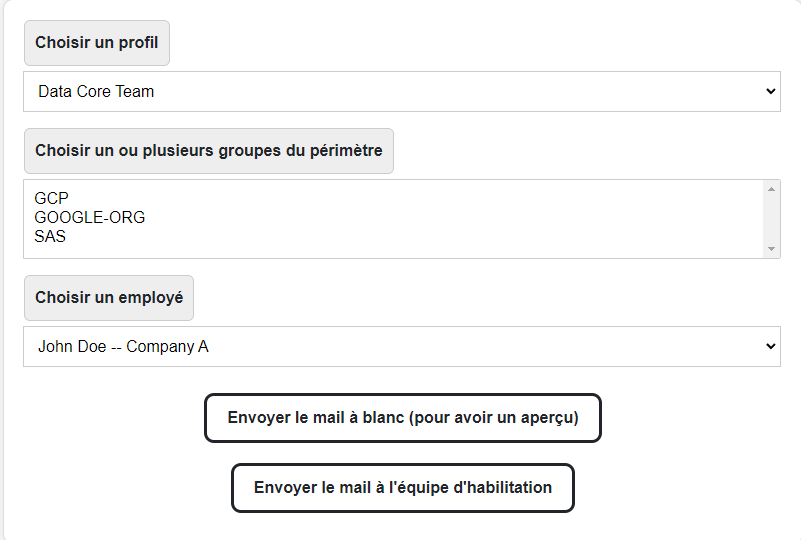 Choisir un profil
Data Core Team
Choisir un ou plusieurs groupes du périmètre
GCP
GOOGLE-ORG
SAS
Choisir un employé
John Doe -- Company A
Envoyer le mail à blanc (pour avoir un aperçu)
Envoyer le mail à l'équipe d'habilitation